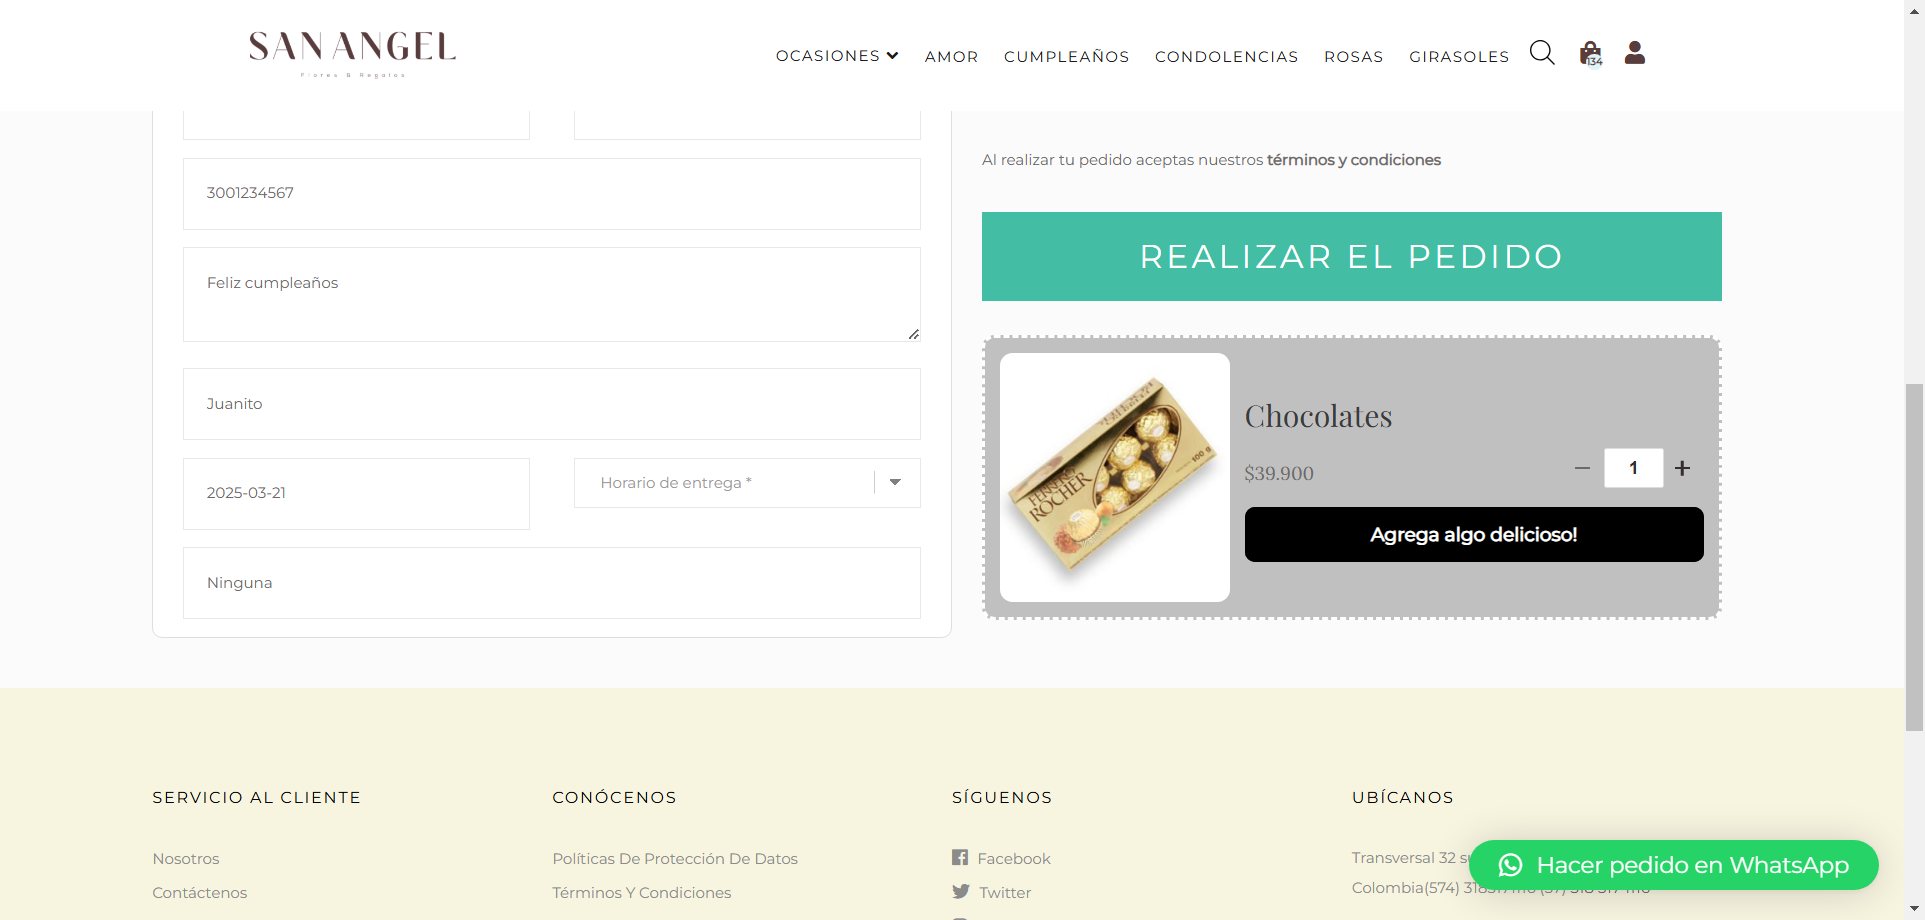 SAN ANGEL
Flores & Regalos
OCASIONES
AMOR
CUMPLEAÑOS
CONDOLENCIAS
ROSAS
GIRASOLES
134
3001234567
Feliz cumpleaños
Juanito
2025-03-21
Horario de entrega *
Ninguna
Al realizar tu pedido aceptas nuestros términos y condiciones
REALIZAR EL PEDIDO
FERRERO
ROCHER
100 g
Chocolates
$39.900
1
Agrega algo delicioso!
SERVICIO AL CLIENTE
Nosotros
Contáctenos
CONÓCENOS
Políticas De Protección De Datos
Términos Y Condiciones
SÍGUENOS
Facebook
Twitter
UBÍCANOS
Transversal 32 su
Colombia(574)
Hacer pedido en WhatsApp